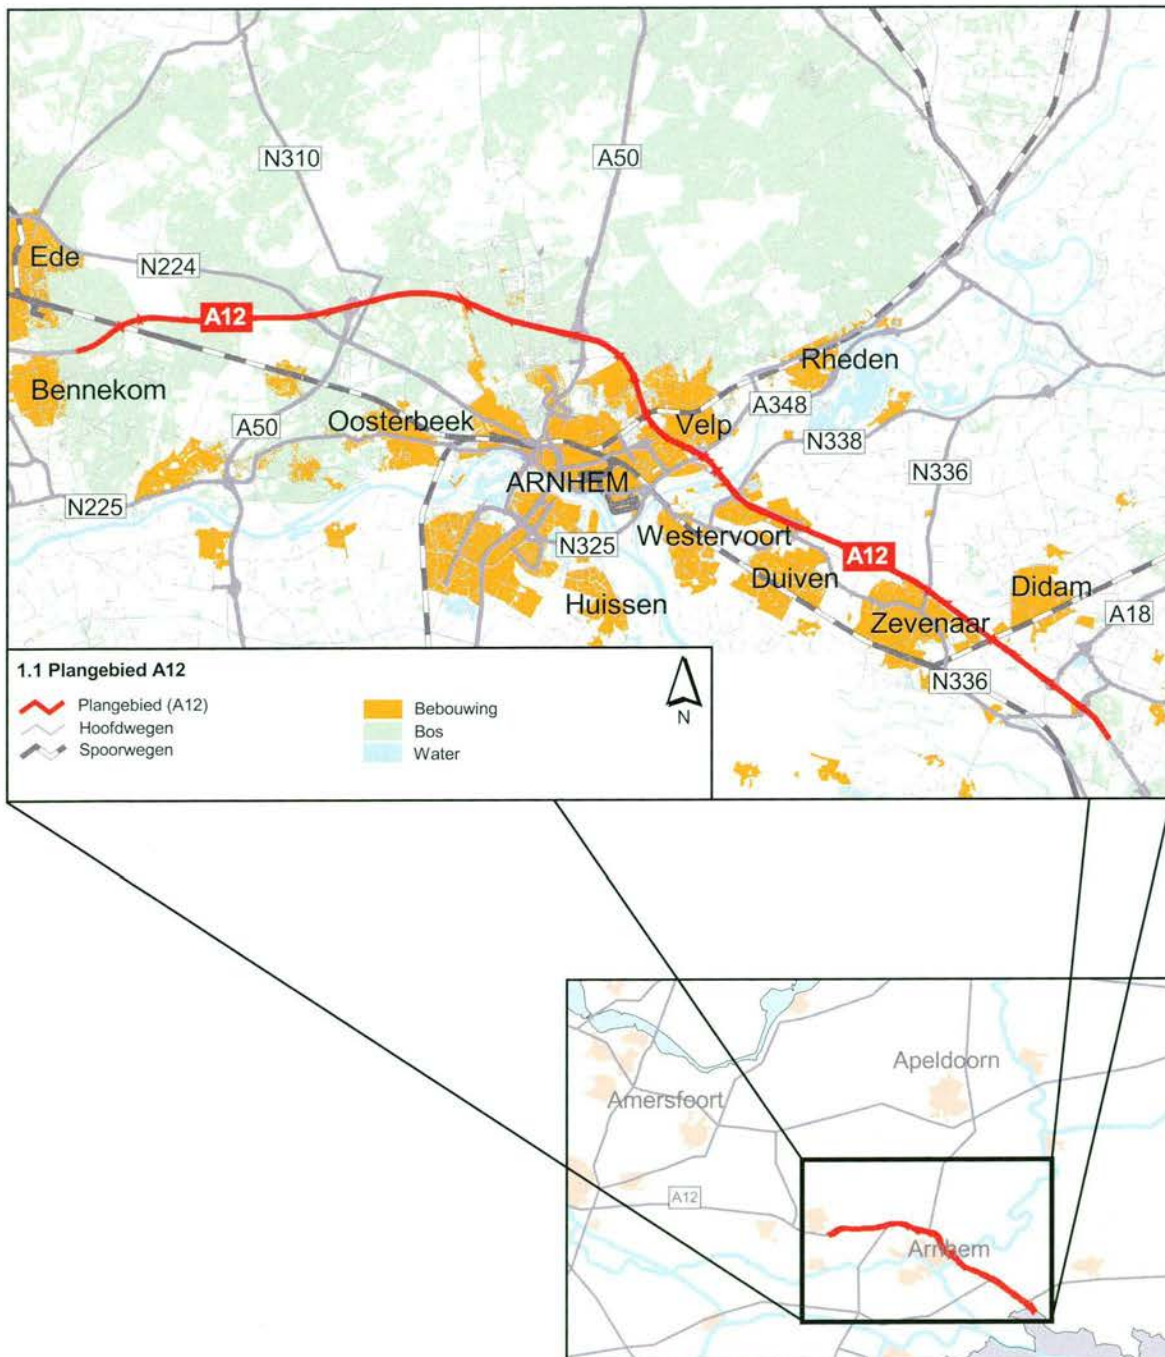 N310
A50
Ede
N224
A12
Rheden
Bennekom
A348
Oosterbeek
Velp
A50
N338
N336
ARNHEM
N225
Westervoort
N325
A12
Duiven
Didam
Huissen
Zevenaar
A18
N336
1.1 Plangebied A12
Plangebied (A12)
Hoofdwegen
Spoorwegen
Bebouwing
Bos
Water
N
Apeldoorn
Amersfoort
A12
Arnhem